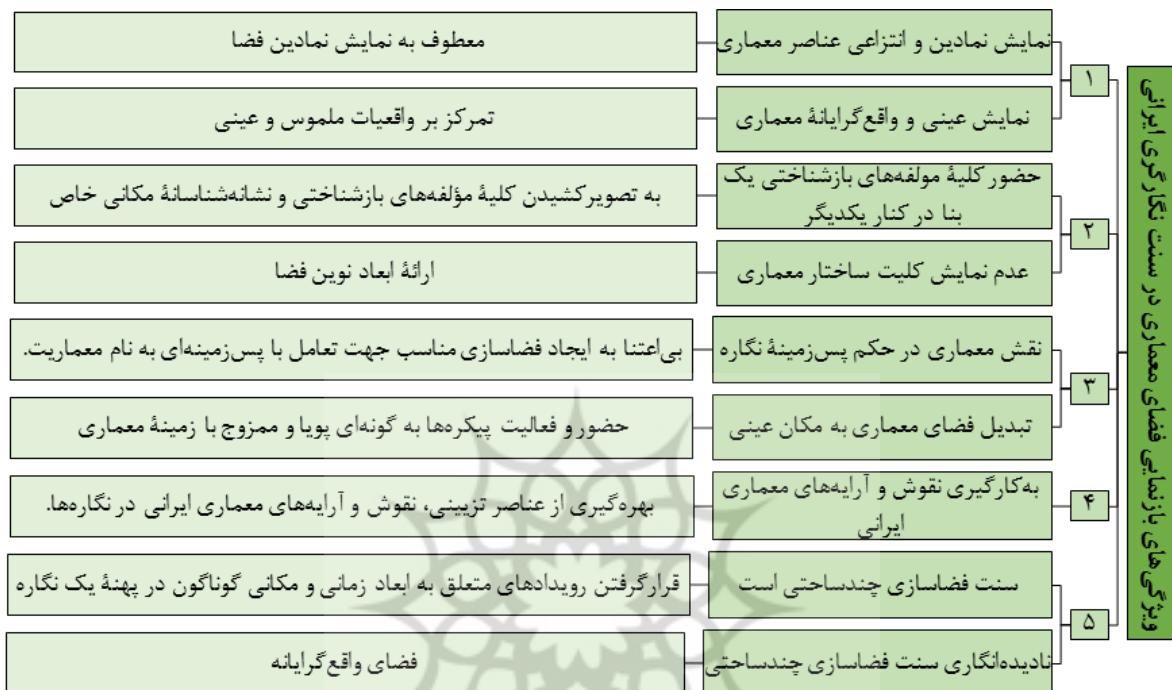 ویژگی‌های بازنمایی فضای معماری در سنت نگارگری ایرانی
۱
نمایش نمادین و انتزاعی عناصر معماری
معطوف به نمایش نمادین فضا
نمایش عینی و واقع‌گرایانهٔ معماری
تمرکز بر واقعیات ملموس و عینی
۲
حضور کلیهٔ مولفه‌های بازشناختی یک
بنا در کنار یکدیگر
به تصویرکشیدن کلیهٔ مؤلفه‌های بازشناختی و نشانه‌شناسانهٔ مکانی خاص
عدم نمایش کلیت ساختار معماری
ارائهٔ ابعاد نوین فضا
۳
نقش معماری در حکم پس‌زمینهٔ نگاره
بی‌اعتنا به ایجاد فضاسازی مناسب جهت تعامل با پس‌زمینه‌ای به نام معماریت.
تبدیل فضای معماری به مکان عینی
حضور و فعالیت پیکره‌ها به گونه‌ای پویا و ممزوج با زمینهٔ معماری
۴
به‌کارگیری نقوش و آرایه‌های معماری
ایرانی
بهره‌گیری از عناصر تزیینی، نقوش و آرایه‌های معماری ایرانی در نگاره‌ها.
۵
سنت فضاسازی چندساحتی است
قرارگرفتن رویدادهای متعلق به ابعاد زمانی و مکانی گوناگون در پهنهٔ یک نگاره
نادیده‌انگاری سنت فضاسازی چندساحتی
فضای واقع‌گرایانه